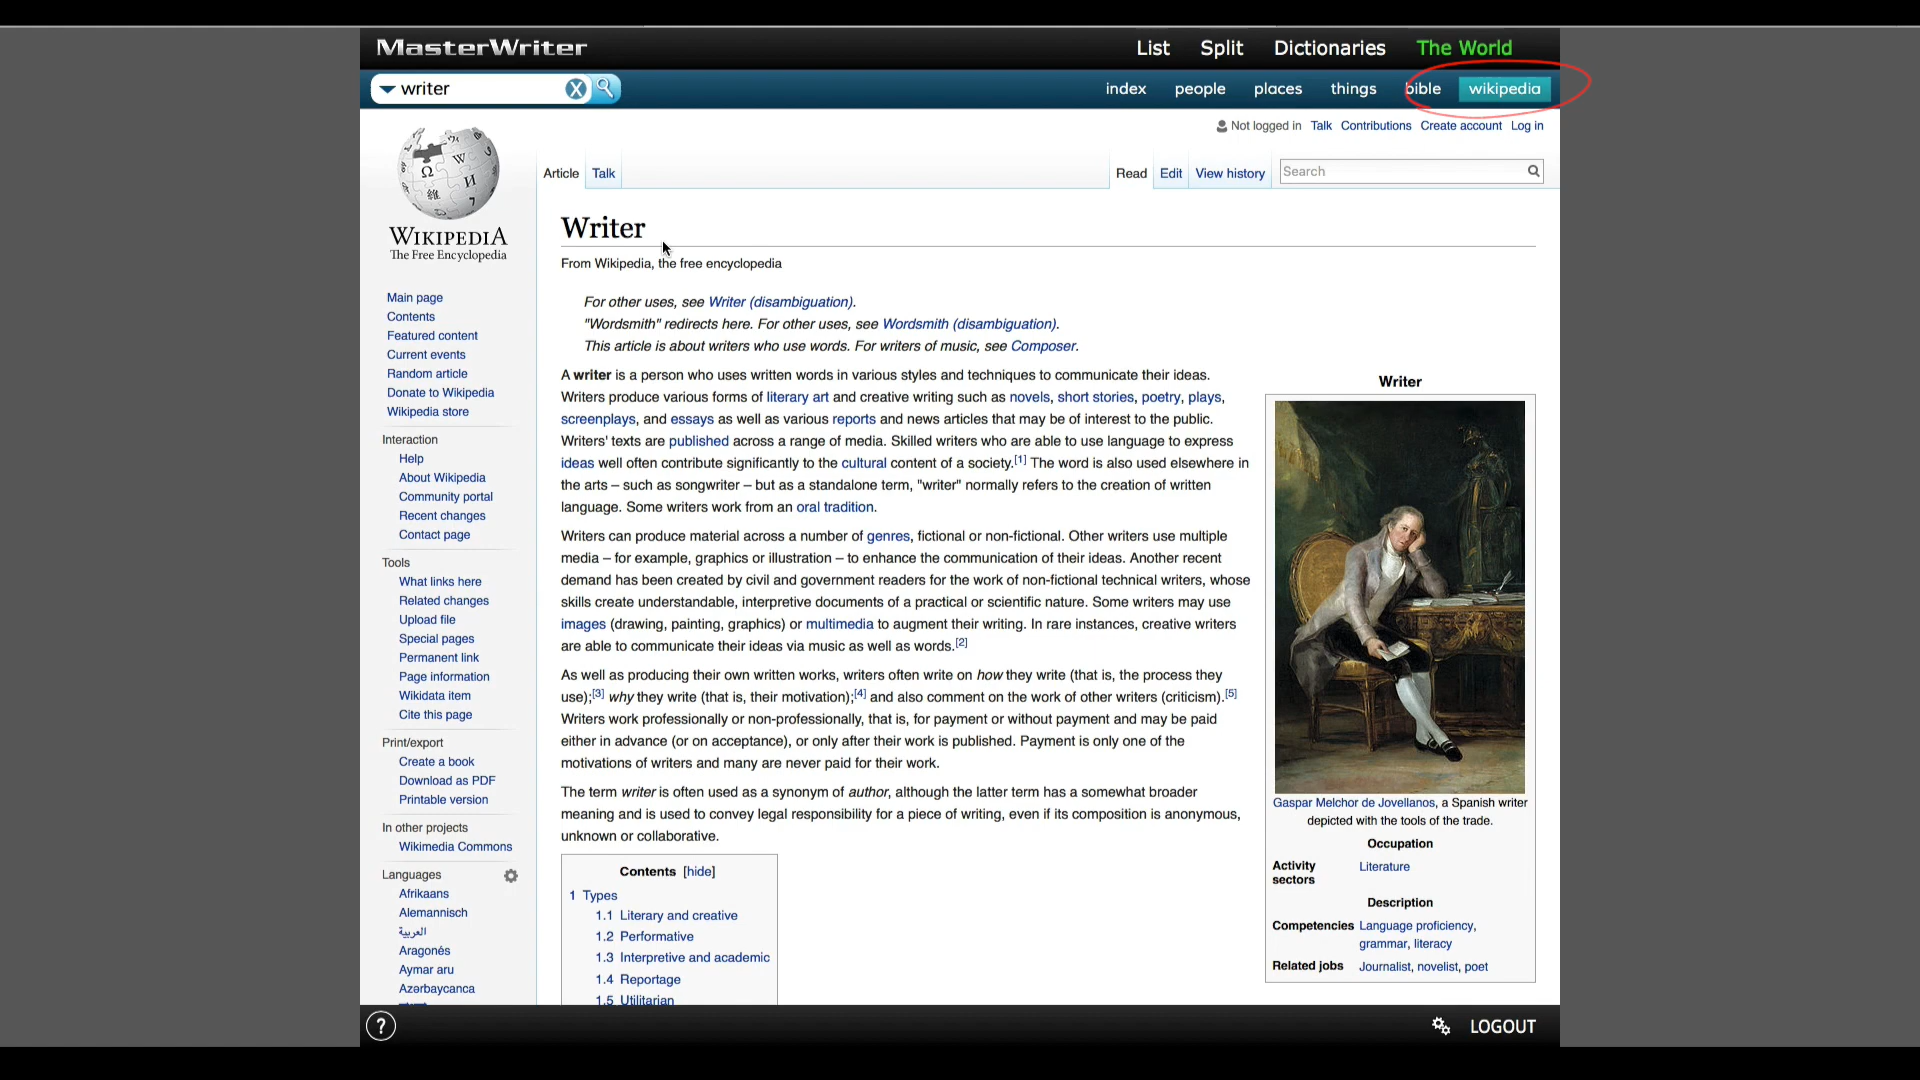 MasterWriter
List Split Dictionaries The World
writer
index people places things bible wikipedia
Not logged in Talk Contributions Create account Log in
Article Talk
Read Edit View history Search
WIKIPEDIA
The Free Encyclopedia
Main page
Contents
Featured content
Current events
Random article
Donate to Wikipedia
Wikipedia store
Interaction
Help
About Wikipedia
Community portal
Recent changes
Contact page
Tools
What links here
Related changes
Upload file
Special pages
Permanent link
Page information
Wikidata item
Cite this page
Print/export
Create a book
Download as PDF
Printable version
In other projects
Wikimedia Commons
Languages
Afrikaans
Alemannisch
العربية
Aragonés
Aymar aru
Azərbaycanca
Writer
From Wikipedia, the free encyclopedia
For other uses, see Writer (disambiguation).
"Wordsmith" redirects here. For other uses, see Wordsmith (disambiguation).
This article is about writers who use words. For writers of music, see Composer.
A writer is a person who uses written words in various styles and techniques to communicate their ideas.
Writers produce various forms of literary art and creative writing such as novels, short stories, poetry, plays,
screenplays, and essays as well as various reports and news articles that may be of interest to the public.
Writers' texts are published across a range of media. Skilled writers who are able to use language to express
ideas well often contribute significantly to the cultural content of a society.[1] The word is also used elsewhere in
the arts – such as songwriter – but as a standalone term, "writer" normally refers to the creation of written
language. Some writers work from an oral tradition.
Writers can produce material across a number of genres, fictional or non-fictional. Other writers use multiple
media – for example, graphics or illustration – to enhance the communication of their ideas. Another recent
demand has been created by civil and government readers for the work of non-fictional technical writers, whose
skills create understandable, interpretive documents of a practical or scientific nature. Some writers may use
images (drawing, painting, graphics) or multimedia to augment their writing. In rare instances, creative writers
are able to communicate their ideas via music as well as words.[2]
As well as producing their own written works, writers often write on how they write (that is, the process they
use);[3] why they write (that is, their motivation);[4] and also comment on the work of other writers (criticism).[5]
Writers work professionally or non-professionally, that is, for payment or without payment and may be paid
either in advance (or on acceptance), or only after their work is published. Payment is only one of the
motivations of writers and many are never paid for their work.
The term writer is often used as a synonym of author, although the latter term has a somewhat broader
meaning and is used to convey legal responsibility for a piece of writing, even if its composition is anonymous,
unknown or collaborative.
Contents [hide]
1 Types
1.1 Literary and creative
1.2 Performative
1.3 Interpretive and academic
1.4 Reportage
1.5 Utilitarian
Writer
Gaspar Melchor de Jovellanos, a Spanish writer
depicted with the tools of the trade.
Occupation
Activity sectors Literature
Description
Competencies Language proficiency,
grammar, literacy
Related jobs Journalist, novelist, poet
? LOGOUT